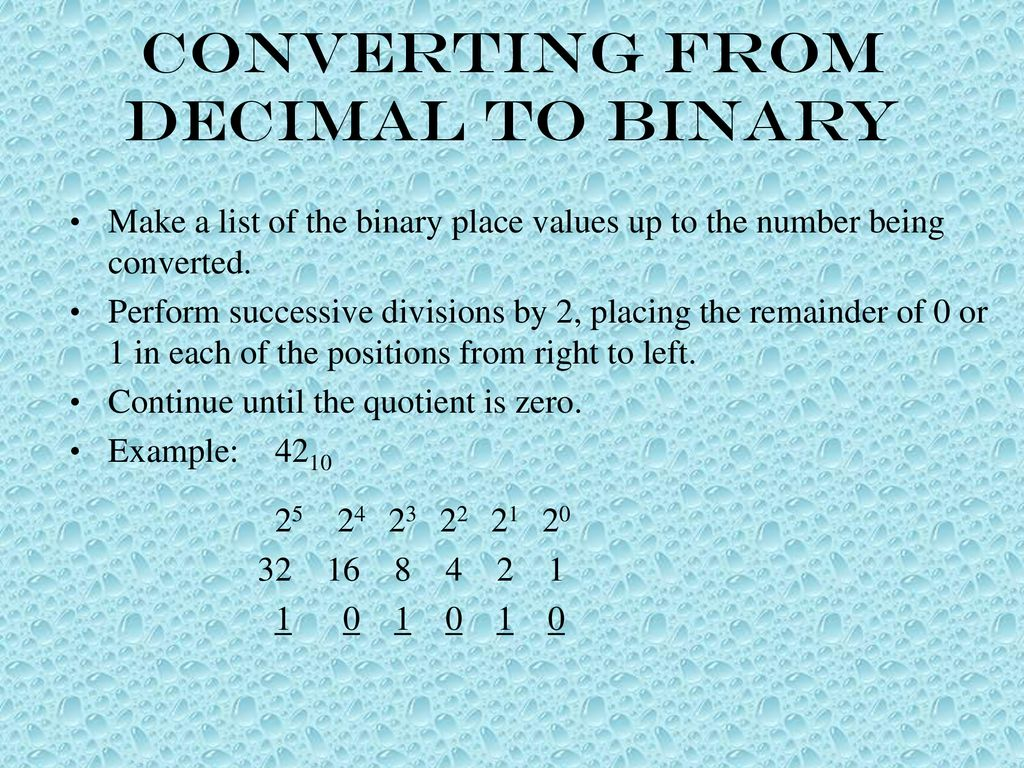 CONVERTING FROM
DECIMAL TO BINARY
• Make a list of the binary place values up to the number being
converted.
• Perform successive divisions by 2, placing the remainder of 0 or
1 in each of the positions from right to left.
• Continue until the quotient is zero.
• Example: 42₁₀
2⁵ 2⁴ 2³ 2² 2¹ 2⁰
32 16 8 4 2 1
1 0 1 0 1 0